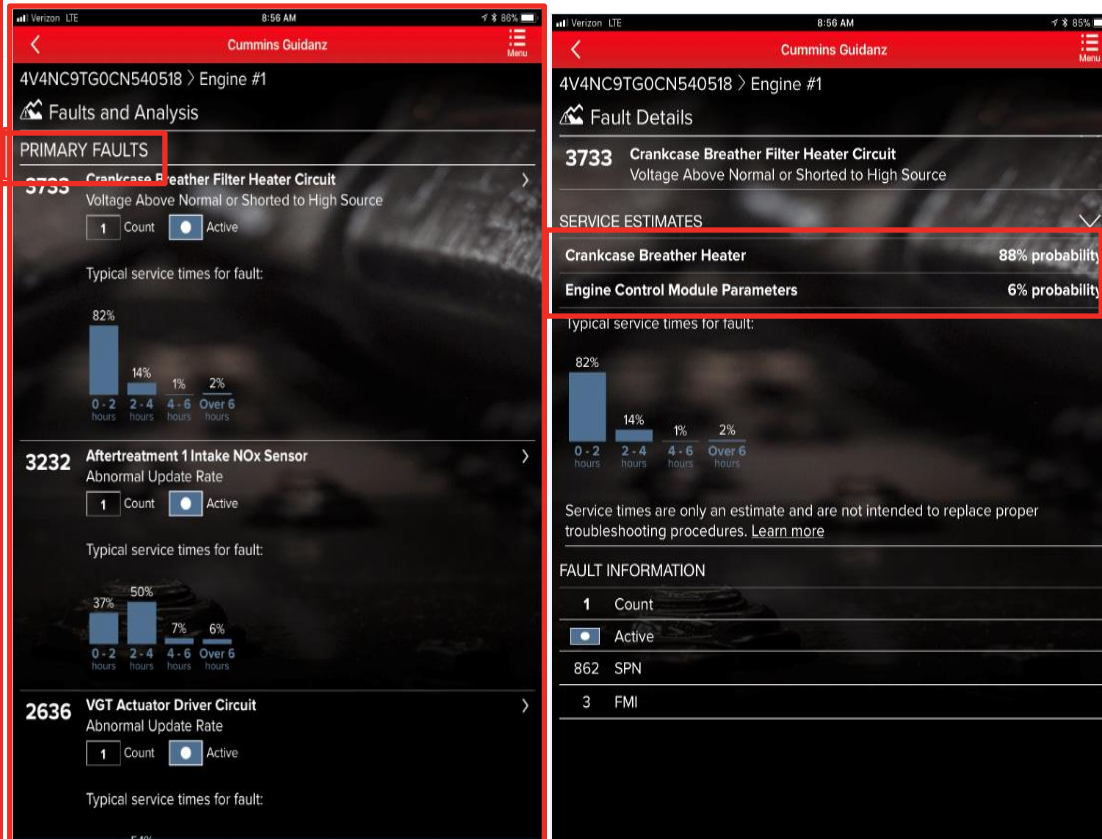 Verizon LTE 8:56 AM 86%
Cummins Guidanz
Menu
4V4NC9TG0CN540518 > Engine #1
Faults and Analysis
PRIMARY FAULTS
3733 Crankcase Breather Filter Heater Circuit
Voltage Above Normal or Shorted to High Source
1 Count Active
Typical service times for fault:
82%
14%
1% 2%
0 - 2 2 - 4 4 - 6 Over 6
hours hours hours hours
3232 Aftertreatment 1 Intake NOx Sensor
Abnormal Update Rate
1 Count Active
Typical service times for fault:
50%
37%
7% 6%
0 - 2 2 - 4 4 - 6 Over 6
hours hours hours hours
2636 VGT Actuator Driver Circuit
Abnormal Update Rate
1 Count Active
Typical service times for fault:
Verizon LTE 8:56 AM 85%
Cummins Guidanz
Menu
4V4NC9TG0CN540518 > Engine #1
Fault Details
3733 Crankcase Breather Filter Heater Circuit
Voltage Above Normal or Shorted to High Source
SERVICE ESTIMATES
Crankcase Breather Heater 88% probability
Engine Control Module Parameters 6% probability
Typical service times for fault:
82%
14%
1% 2%
0 - 2 2 - 4 4 - 6 Over 6
hours hours hours hours
Service times are only an estimate and are not intended to replace proper
troubleshooting procedures. Learn more
FAULT INFORMATION
1 Count
Active
862 SPN
3 FMI